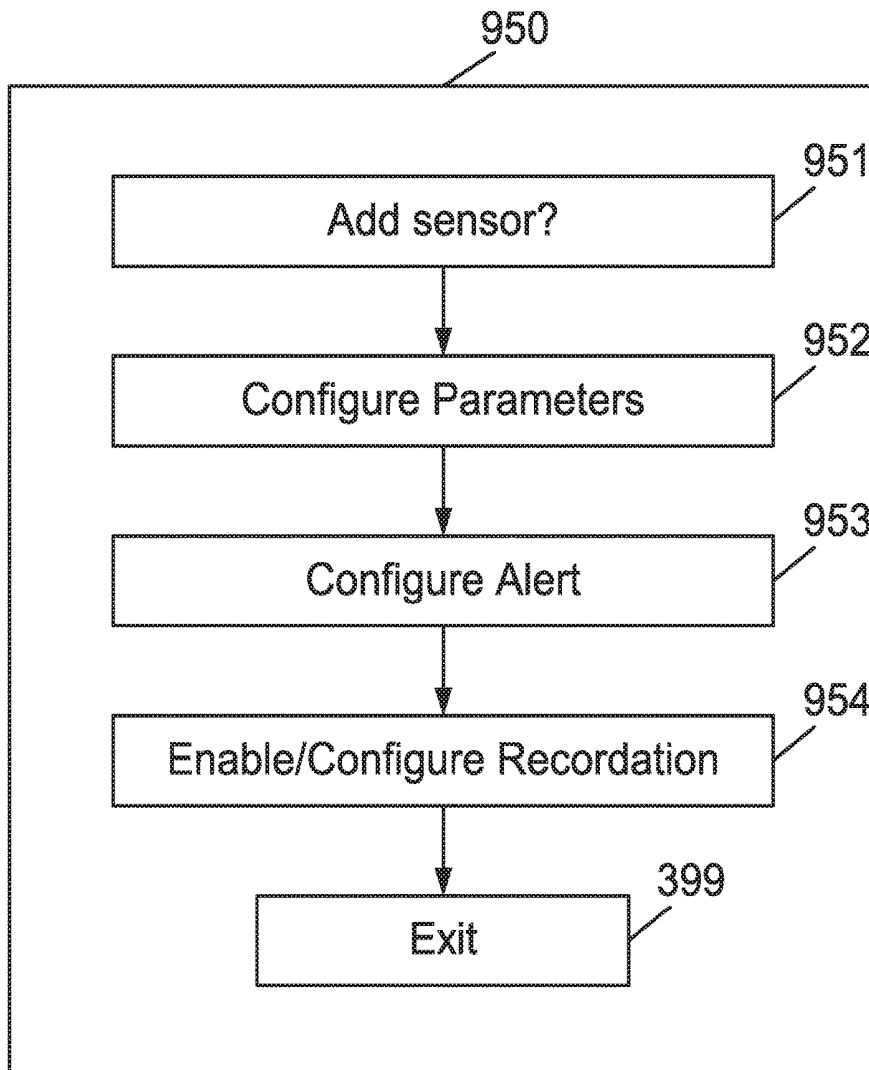 950
951
Add sensor?
952
Configure Parameters
953
Configure Alert
954
Enable/Configure Recordation
399
Exit